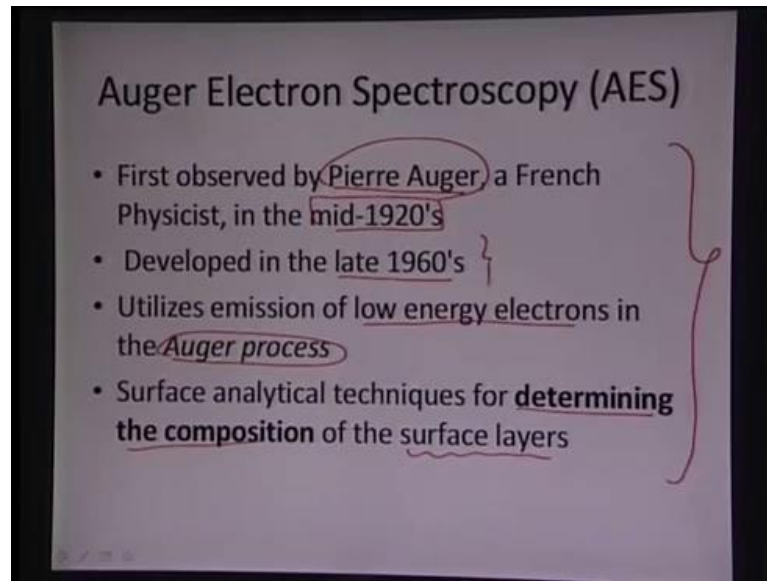 Auger Electron Spectroscopy (AES)
• First observed by Pierre Auger, a French
Physicist, in the mid-1920's
• Developed in the late 1960's
• Utilizes emission of low energy electrons in
the Auger process
• Surface analytical techniques for determining
the composition of the surface layers